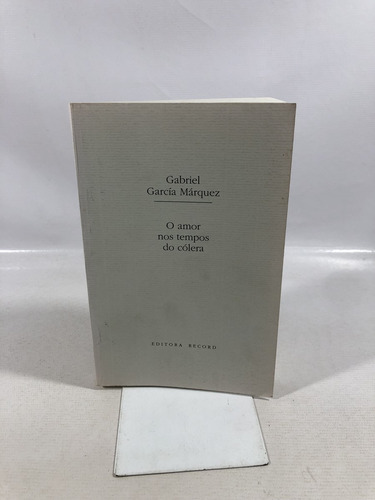 Gabriel
García Márquez
O amor
nos tempos
do cólera
EDITORA RECORD